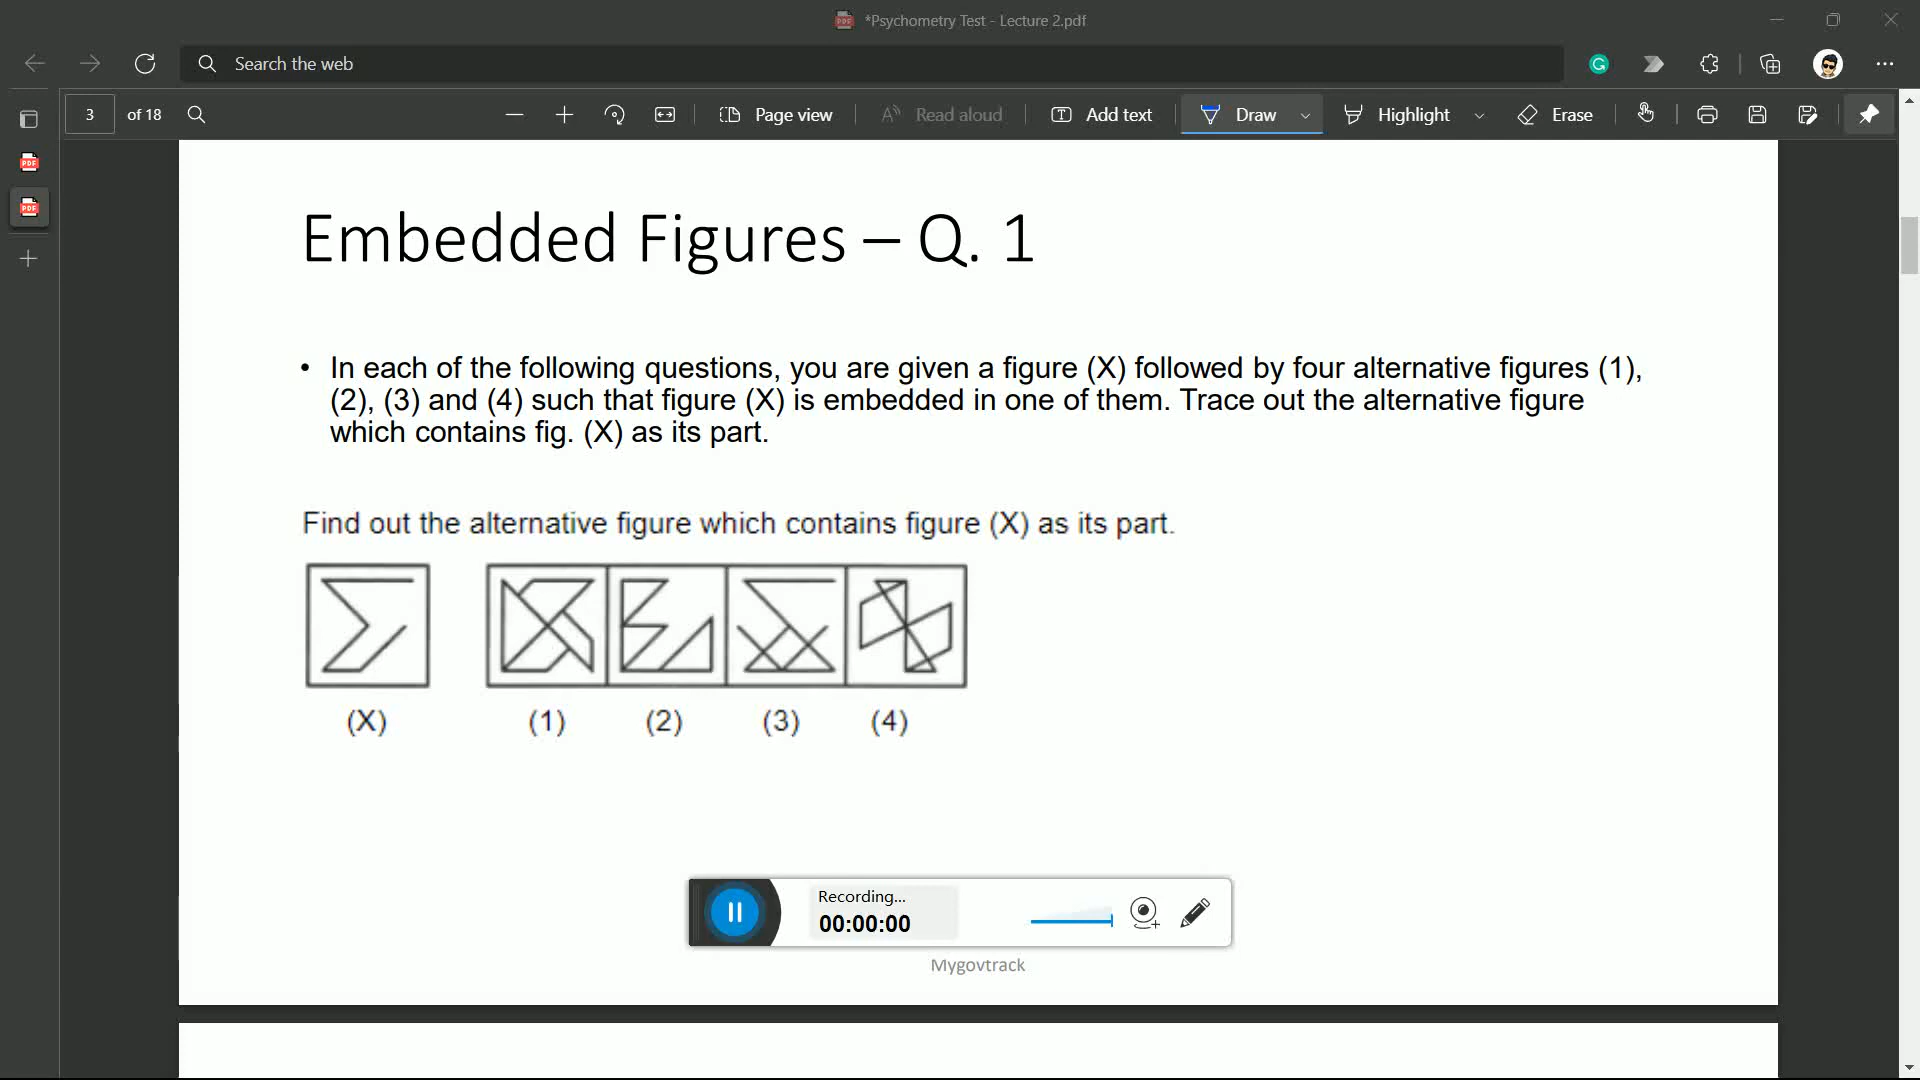 *Psychometry Test - Lecture 2.pdf
Search the web
3 of 18 Page view Read aloud Add text Draw Highlight Erase
Embedded Figures – Q. 1
• In each of the following questions, you are given a figure (X) followed by four alternative figures (1),
(2), (3) and (4) such that figure (X) is embedded in one of them. Trace out the alternative figure
which contains fig. (X) as its part.
Find out the alternative figure which contains figure (X) as its part.
(X) (1) (2) (3) (4)
Recording...
00:00:00
Mygovtrack